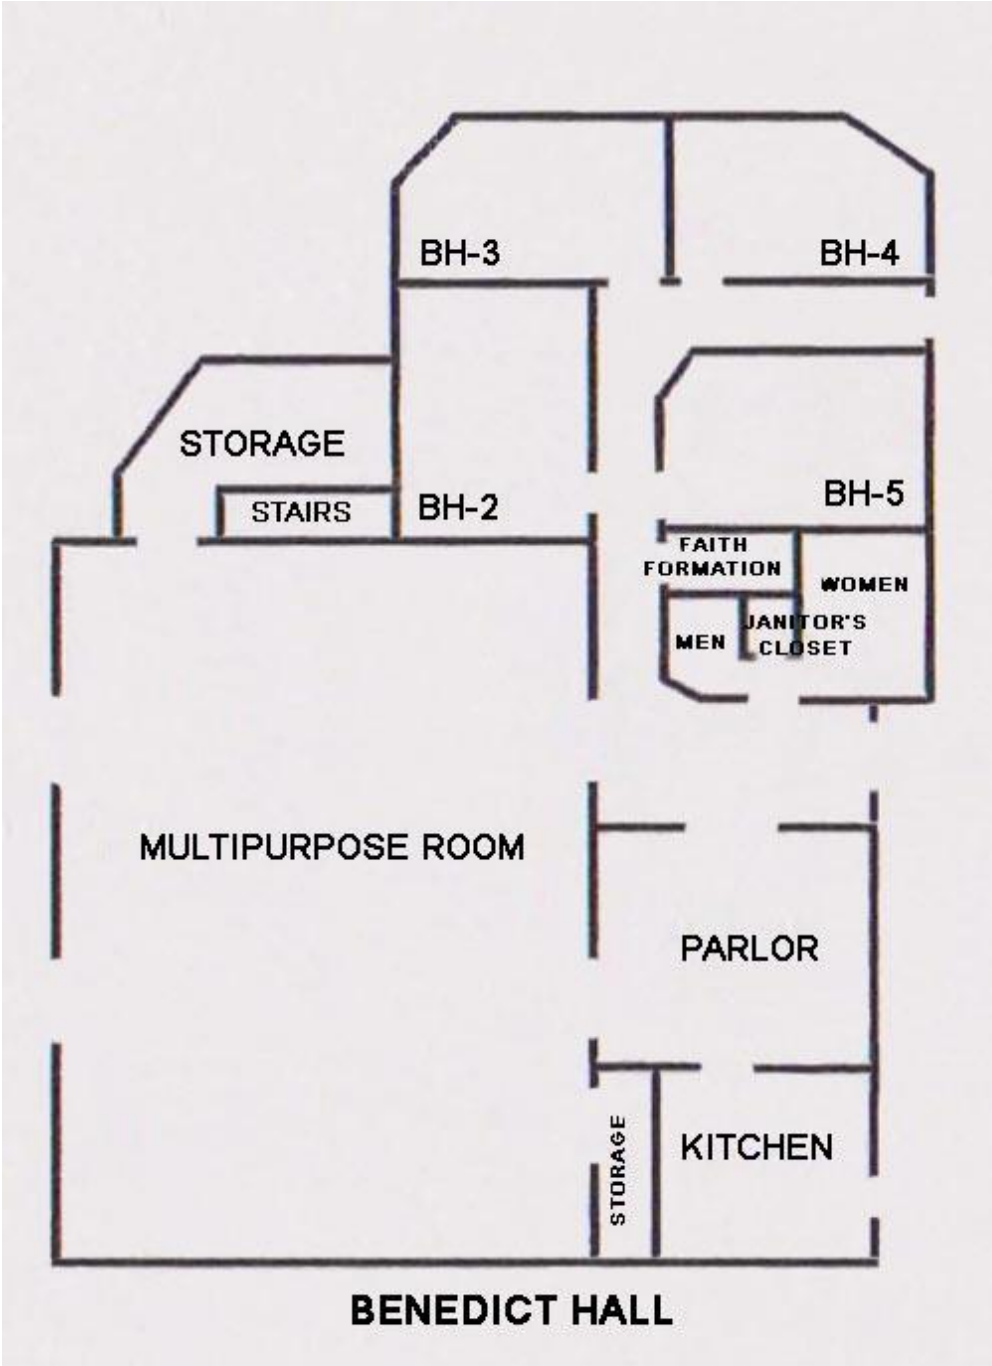 BH-3
BH-4
STORAGE
STAIRS
BH-2
BH-5
FAITH
FORMATION
WOMEN
MEN
JANITOR'S
CLOSET
MULTIPURPOSE ROOM
PARLOR
STORAGE
KITCHEN
BENEDICT HALL